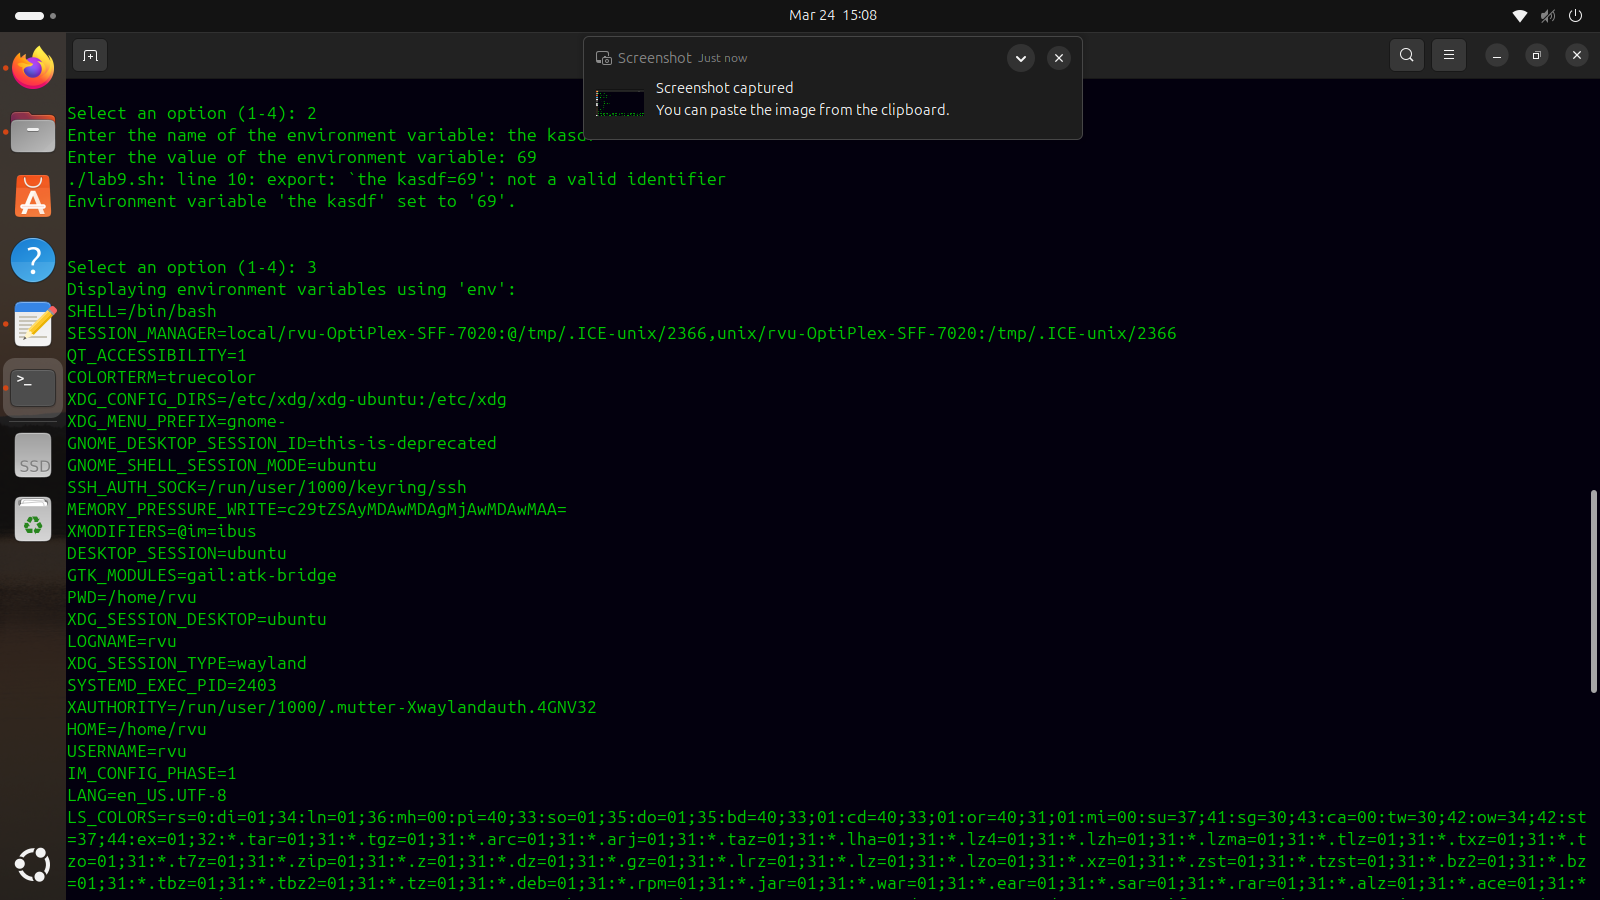 Mar 24 15:08
Screenshot Just now
Screenshot captured
You can paste the image from the clipboard.
Select an option (1-4): 2
Enter the name of the environment variable: the kasdf
Enter the value of the environment variable: 69
./lab9.sh: line 10: export: `the kasdf=69': not a valid identifier
Environment variable 'the kasdf' set to '69'.
Select an option (1-4): 3
Displaying environment variables using 'env':
SHELL=/bin/bash
SESSION_MANAGER=local/rvu-OptiPlex-SFF-7020:@/tmp/.ICE-unix/2366,unix/rvu-OptiPlex-SFF-7020:/tmp/.ICE-unix/2366
QT_ACCESSIBILITY=1
COLORTERM=truecolor
XDG_CONFIG_DIRS=/etc/xdg/xdg-ubuntu:/etc/xdg
XDG_MENU_PREFIX=gnome-
GNOME_DESKTOP_SESSION_ID=this-is-deprecated
GNOME_SHELL_SESSION_MODE=ubuntu
SSH_AUTH_SOCK=/run/user/1000/keyring/ssh
MEMORY_PRESSURE_WRITE=c29tZSAyMDAwMDAgMjAwMDAwMAA=
XMODIFIERS=@im=ibus
DESKTOP_SESSION=ubuntu
GTK_MODULES=gail:atk-bridge
PWD=/home/rvu
XDG_SESSION_DESKTOP=ubuntu
LOGNAME=rvu
XDG_SESSION_TYPE=wayland
SYSTEMD_EXEC_PID=2403
XAUTHORITY=/run/user/1000/.mutter-Xwaylandauth.4GNV32
HOME=/home/rvu
USERNAME=rvu
IM_CONFIG_PHASE=1
LANG=en_US.UTF-8
LS_COLORS=rs=0:di=01;34:ln=01;36:mh=00:pi=40;33:so=01;35:do=01;35:bd=40;33;01:cd=40;33;01:or=40;31;01:mi=00:su=37;41:sg=30;43:ca=00:tw=30;42:ow=34;42:st
=37;44:ex=01;32:*.tar=01;31:*.tgz=01;31:*.arc=01;31:*.arj=01;31:*.taz=01;31:*.lha=01;31:*.lz4=01;31:*.lzh=01;31:*.lzma=01;31:*.tlz=01;31:*.txz=01;31:*.t
zo=01;31:*.t7z=01;31:*.zip=01;31:*.z=01;31:*.dz=01;31:*.gz=01;31:*.lrz=01;31:*.lz=01;31:*.lzo=01;31:*.xz=01;31:*.zst=01;31:*.tzst=01;31:*.bz2=01;31:*.bz
=01;31:*.tbz=01;31:*.tbz2=01;31:*.tz=01;31:*.deb=01;31:*.rpm=01;31:*.jar=01;31:*.war=01;31:*.ear=01;31:*.sar=01;31:*.rar=01;31:*.alz=01;31:*.ace=01;31:*
SSD